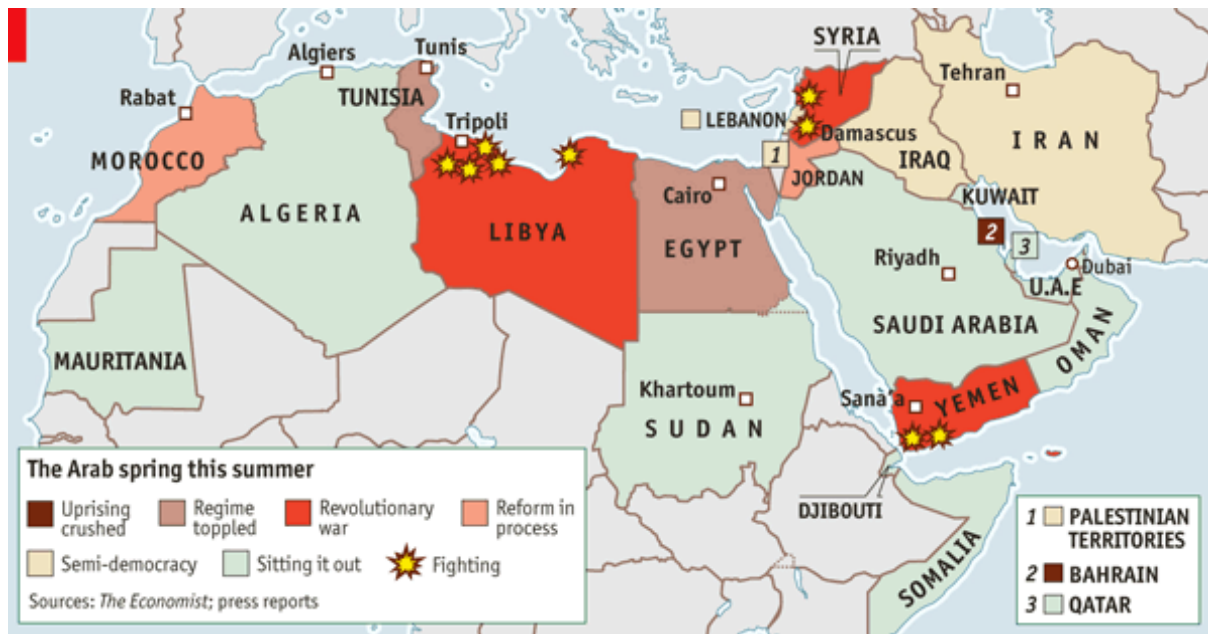 Algiers
Tunis
SYRIA
Tehran
Rabat
TUNISIA
Tripoli
LEBANON
Damascus
IRAN
MOROCCO
1
IRAQ
JORDAN
ALGERIA
Cairo
KUWAIT
LIBYA
EGYPT
2
3
Riyadh
Dubai
U.A.E
SAUDI ARABIA
OMAN
MAURITANIA
Khartoum
Sanà'a
YEMEN
SUDAN
DJIBOUTI
SOMALIA
The Arab spring this summer
Uprising
crushed
Regime
toppled
Revolutionary
war
Reform in
process
Semi-democracy
Sitting it out
Fighting
Sources: The Economist; press reports
1 PALESTINIAN
TERRITORIES
2 BAHRAIN
3 QATAR